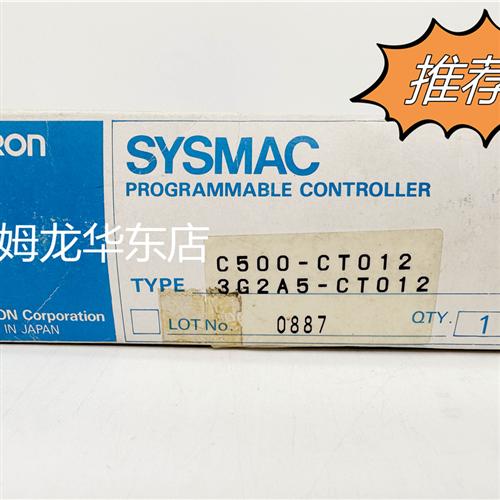 推荐
RON
SYSMAC
PROGRAMMABLE CONTROLLER
姆龙华东店
C500-CT012
TYPE 3G2A5-CT012
ON Corporation
IN JAPAN
LOT No. 0887 QTY. 1